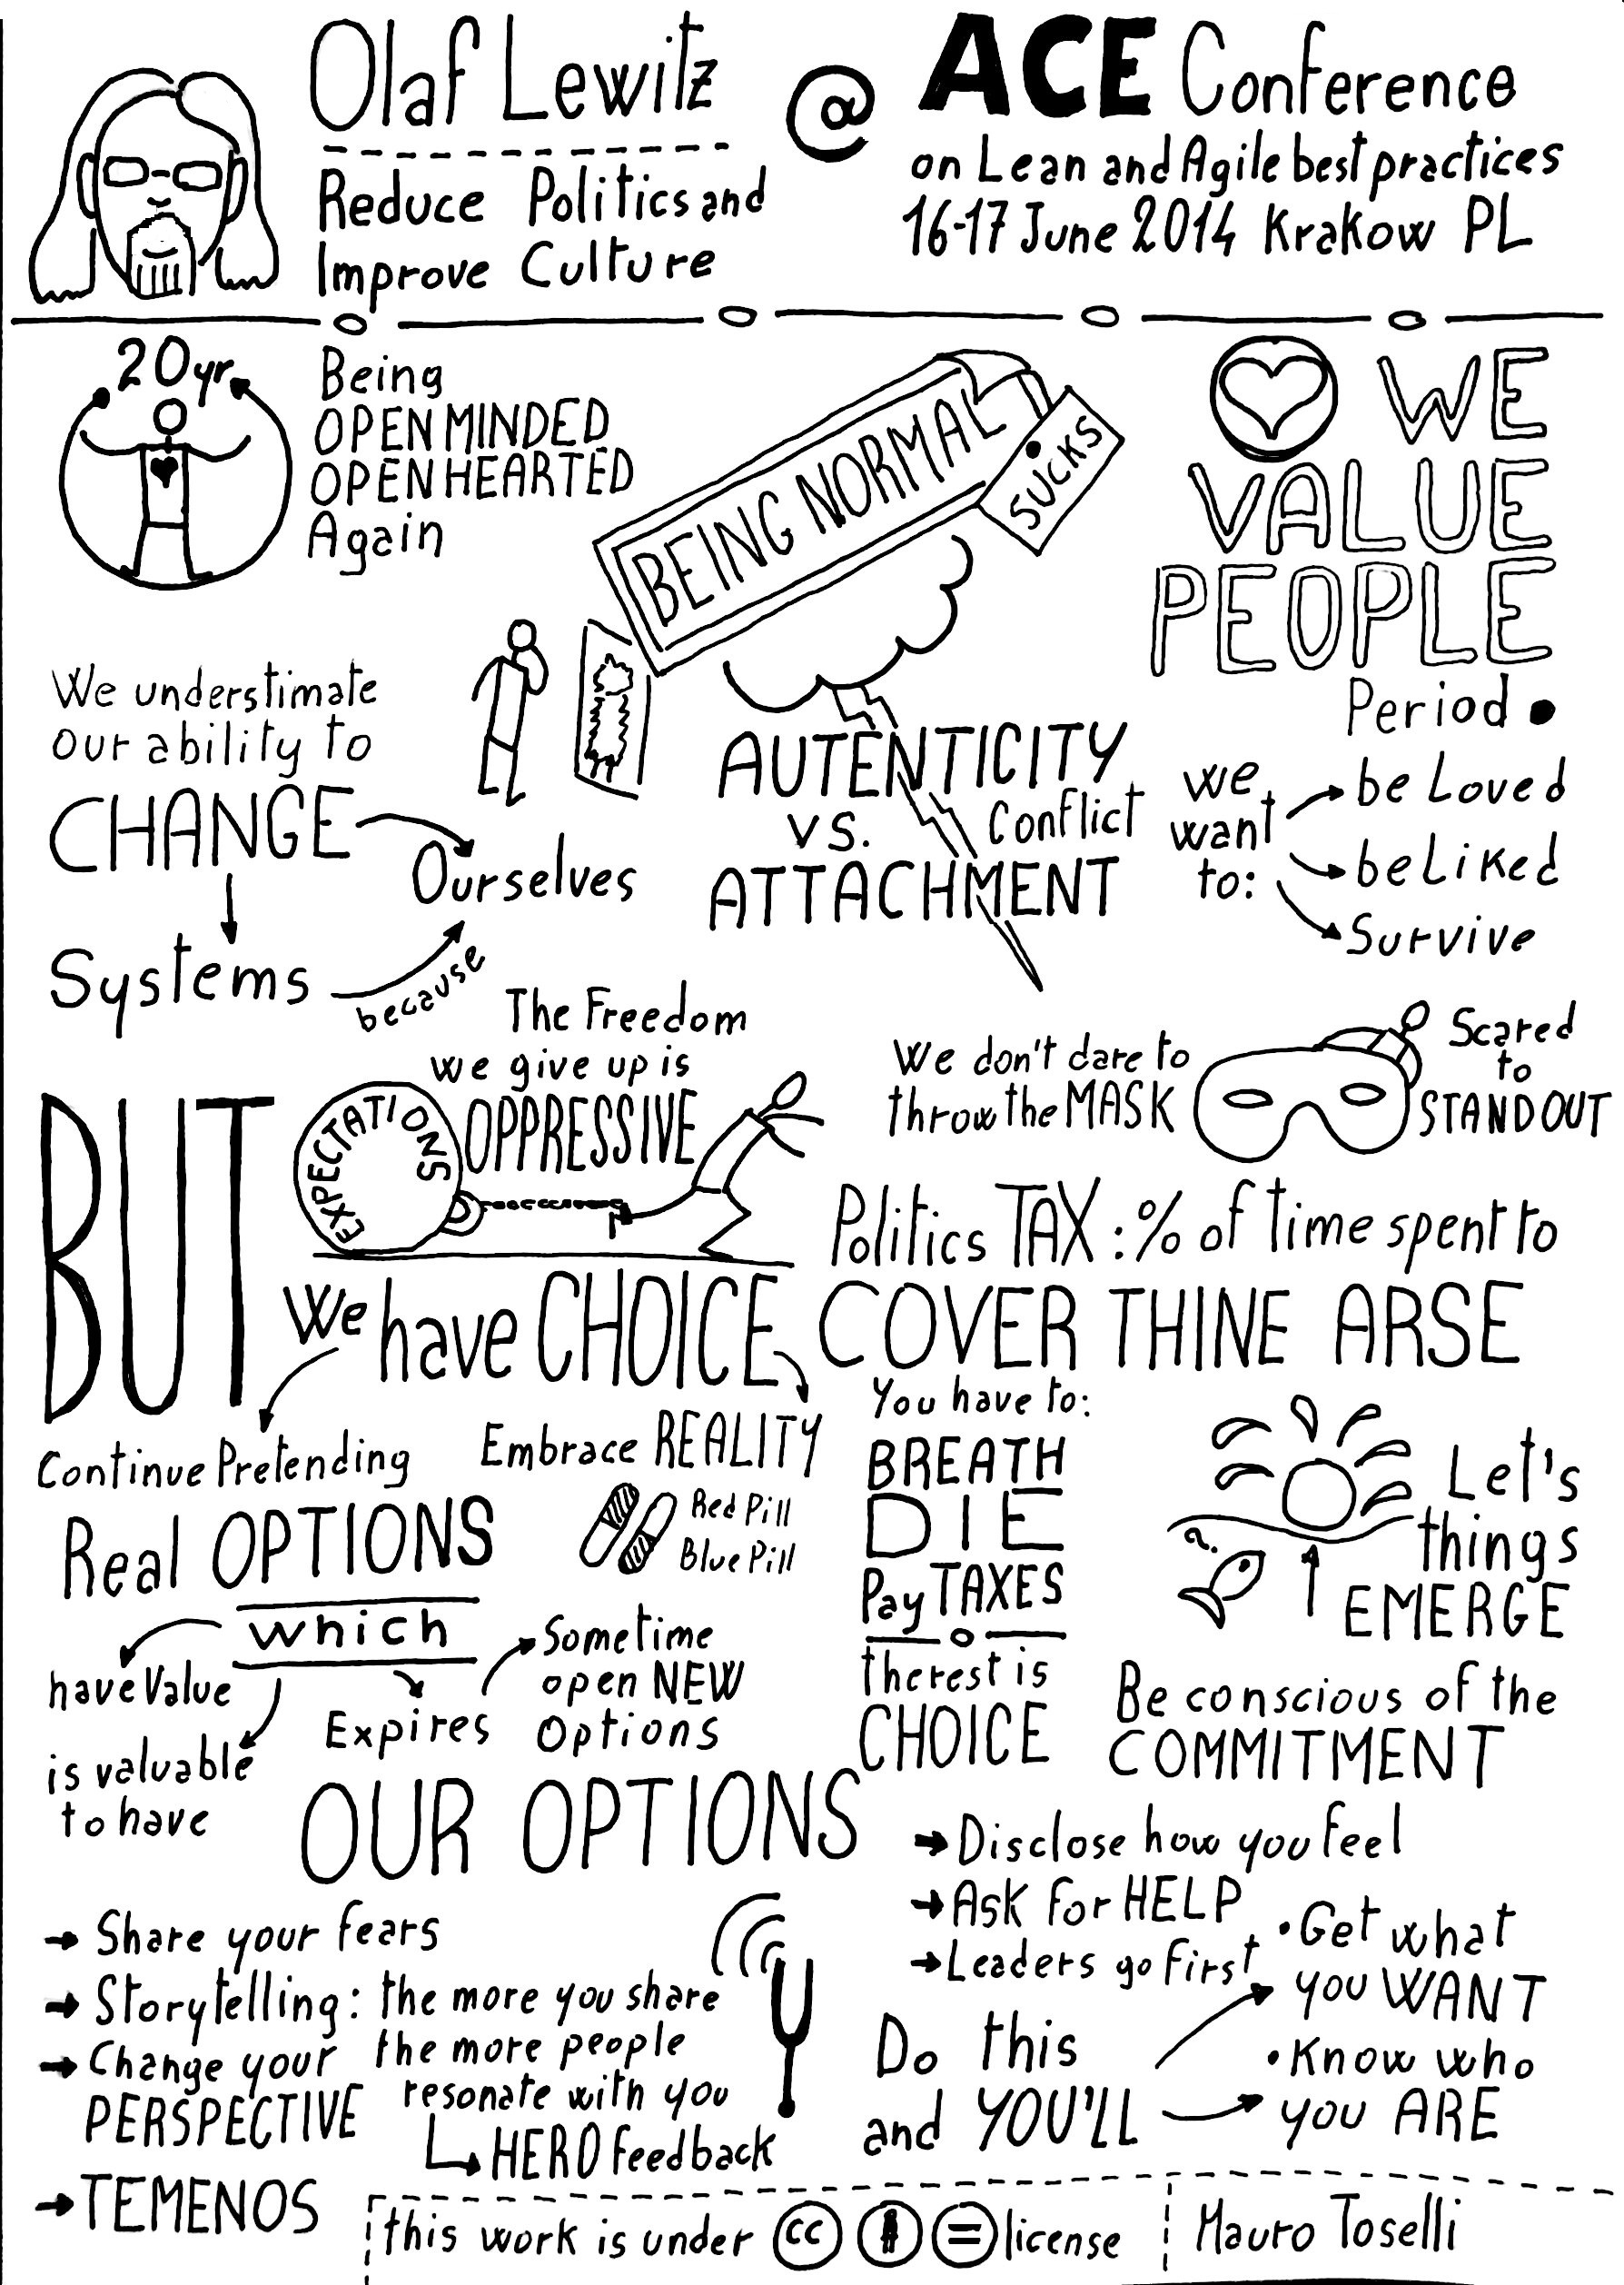 Olaf Lewitz
Reduce Politics and
Improve Culture
@
ACE Conference
on Lean and Agile best practices
16-17 June 2014 Krakow PL
20yr
Being
OPEN MINDED
OPEN HEARTED
Again
BEING NORMAL
SUCKS
WE
VALUE
PEOPLE
Period.
We understimate
our ability to
CHANGE
Ourselves
Systems
because
AUTENTICITY
vs.
Conflict
ATTACHMENT
we
want
to:
be Loved
be Liked
Survive
The Freedom
we give up is
OPPRESSIVE
EXPECTATIONS
We don't dare to
throw the MASK
Scared
to
STAND OUT
BUT
We have CHOICE
Politics TAX : % of time spent to
COVER THINE ARSE
Continue Pretending
Embrace REALITY
Red Pill
Blue Pill
You have to:
BREATH
DIE
Pay TAXES
the rest is
CHOICE
Let's
things
EMERGE
Real OPTIONS
which
have Value
is valuable
to have
Expires
Sometime
open NEW
Options
Be conscious of the
COMMITMENT
OUR OPTIONS
→ Share your fears
→ Storytelling: the more you share
the more people
resonate with you
HERO feedback
→ Change your
PERSPECTIVE
→ TEMENOS
→ Disclose how you feel
→ Ask for HELP
→ Leaders go first
Do this
and YOU'LL
• Get what
you WANT
• Know who
you ARE
this work is under cc = license
Mauro Toselli